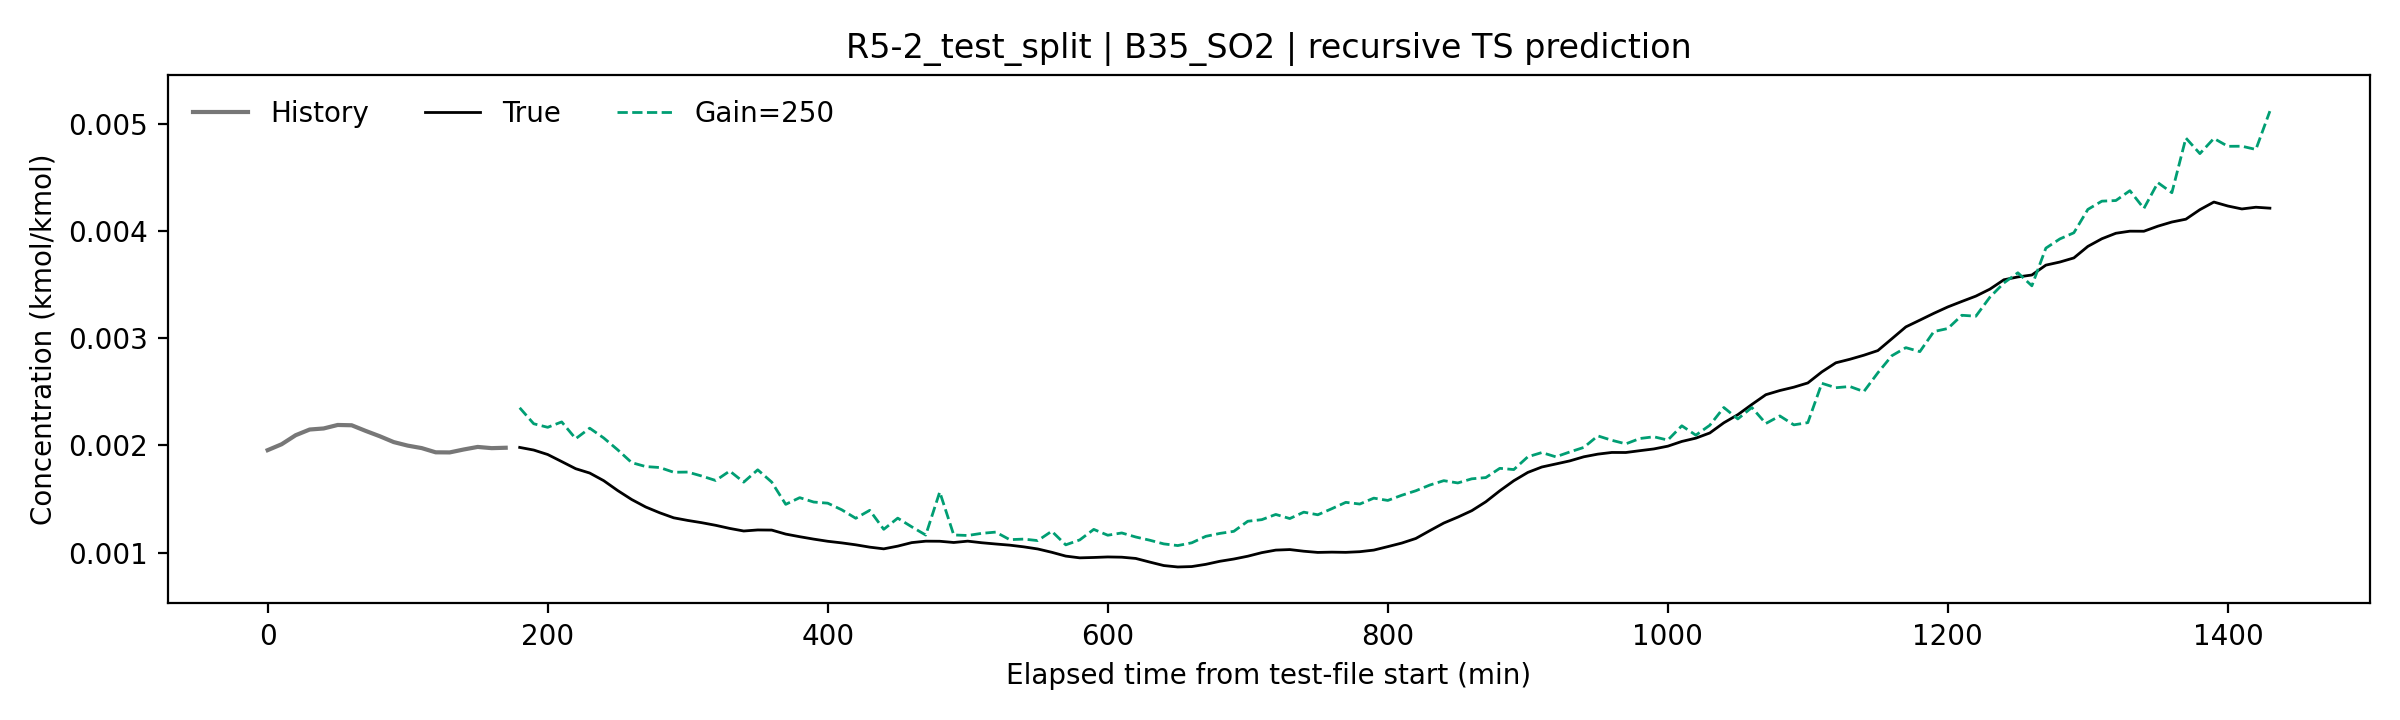 R5-2_test_split | B35_SO2 | recursive TS prediction
History True Gain=250
Concentration (kmol/kmol)
0.005
0.004
0.003
0.002
0.001
0 200 400 600 800 1000 1200 1400
Elapsed time from test-file start (min)